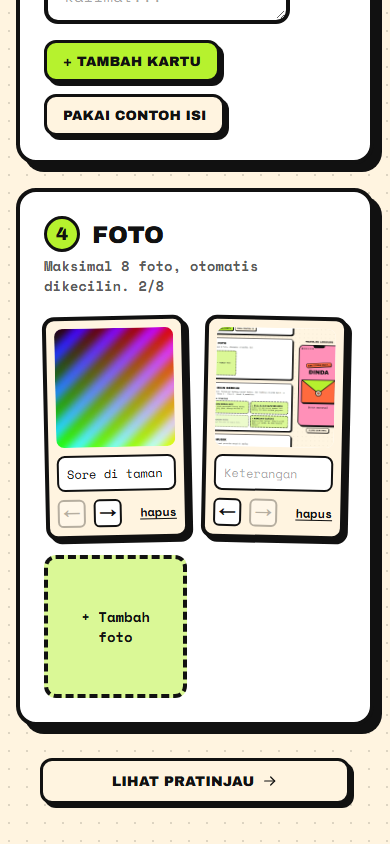 + TAMBAH KARTU
PAKAI CONTOH ISI
4 FOTO
Maksimal 8 foto, otomatis
dikecilin. 2/8
Sore di taman
Keterangan
← → hapus
← → hapus
DINDA
+ Tambah
foto
LIHAT PRATINJAU →